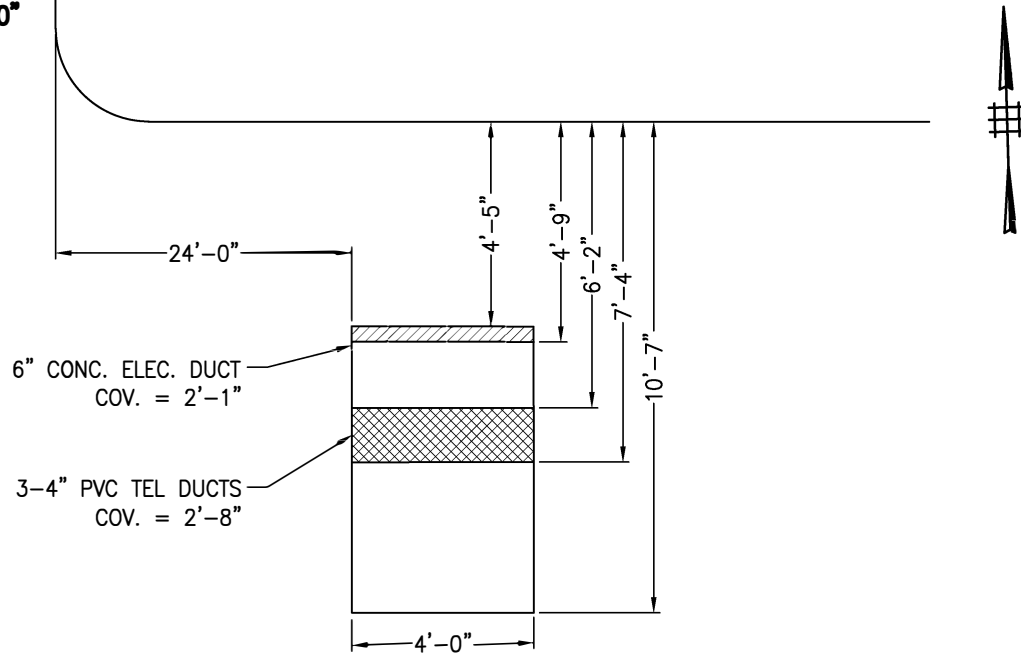 0"
4'-5"
4'-9"
6'-2"
7'-4"
10'-7"
24'-0"
6" CONC. ELEC. DUCT
COV. = 2'-1"
3-4" PVC TEL DUCTS
COV. = 2'-8"
4'-0"